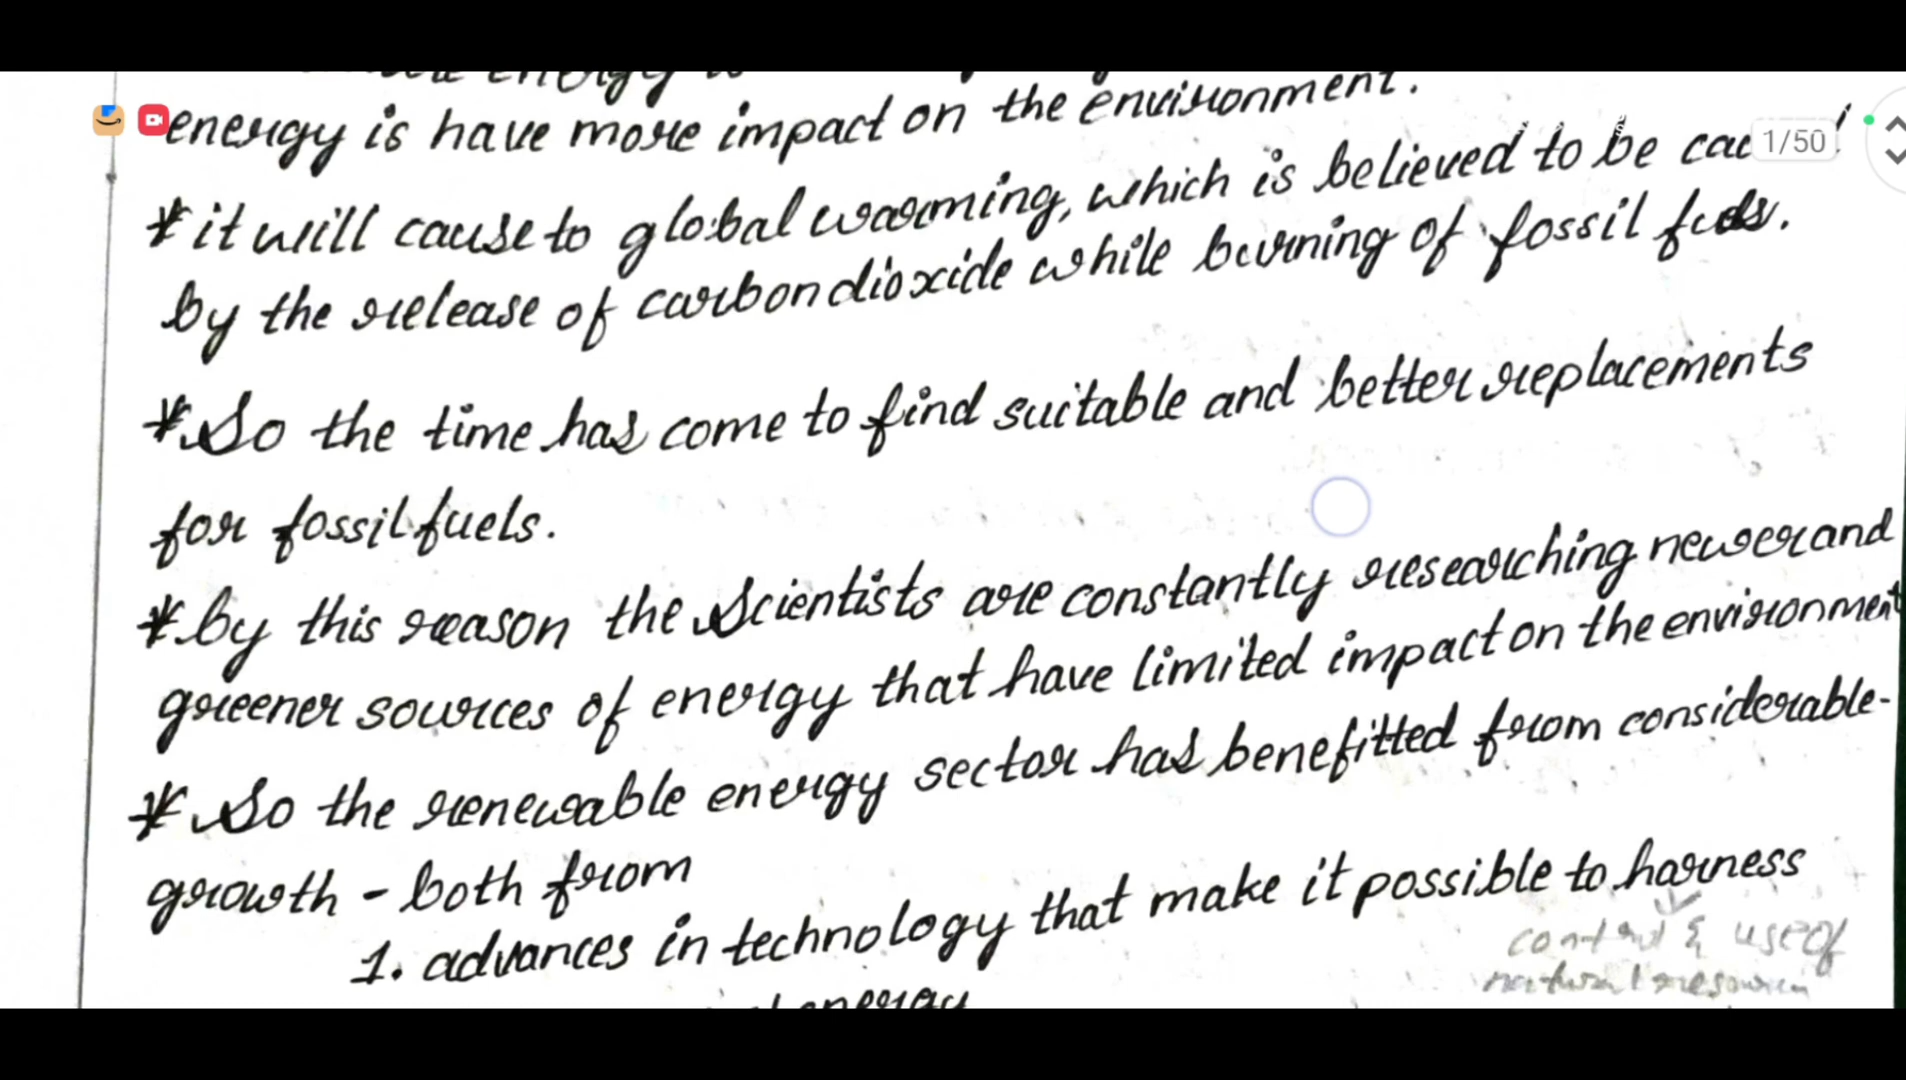 energy is have more impact on the environment.
1/50
* it will cause to global warming, which is believed to be
by the release of carbondioxide while burning of fossil fuels.
* So the time has come to find suitable and better replacements
for fossil fuels.
* by this reason the Scientists are constantly researching newer and
greener sources of energy that have limited impact on the environment
* So the renewable energy sector has benefitted from considerable-
growth - both from
1. advances in technology that make it possible to harness
control & use of
natural resources
energy